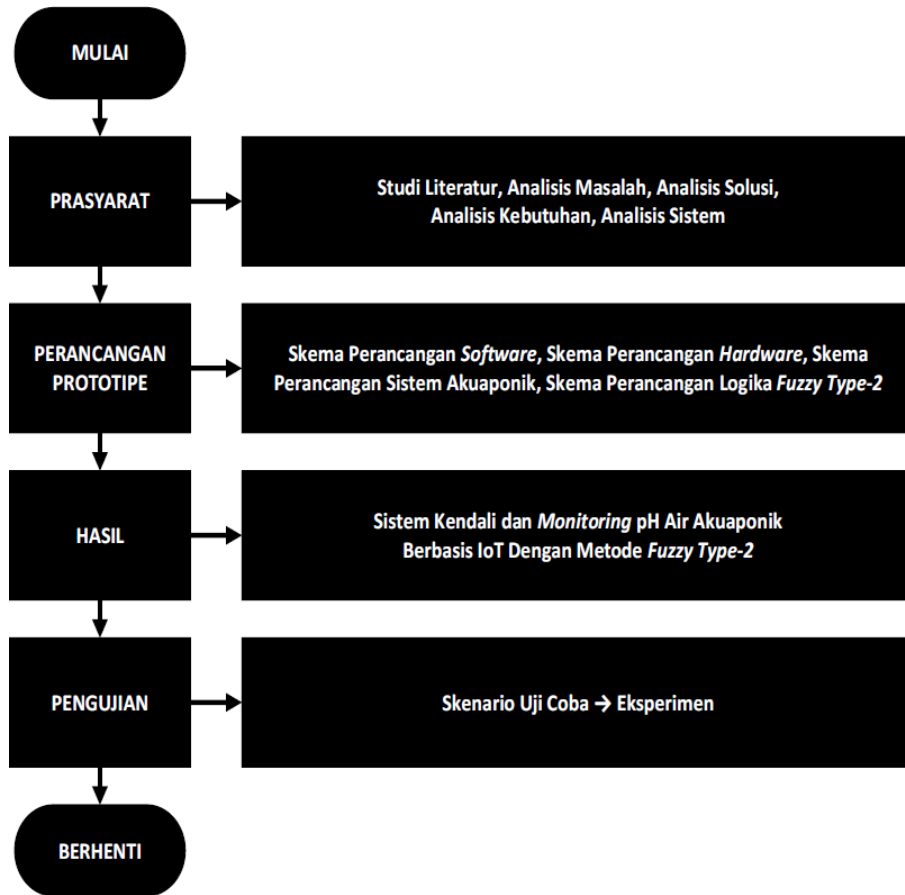 MULAI
PRASYARAT
Studi Literatur, Analisis Masalah, Analisis Solusi,
Analisis Kebutuhan, Analisis Sistem
PERANCANGAN
PROTOTIPE
Skema Perancangan Software, Skema Perancangan Hardware, Skema
Perancangan Sistem Akuaponik, Skema Perancangan Logika Fuzzy Type-2
HASIL
Sistem Kendali dan Monitoring pH Air Akuaponik
Berbasis IoT Dengan Metode Fuzzy Type-2
PENGUJIAN
Skenario Uji Coba → Eksperimen
BERHENTI